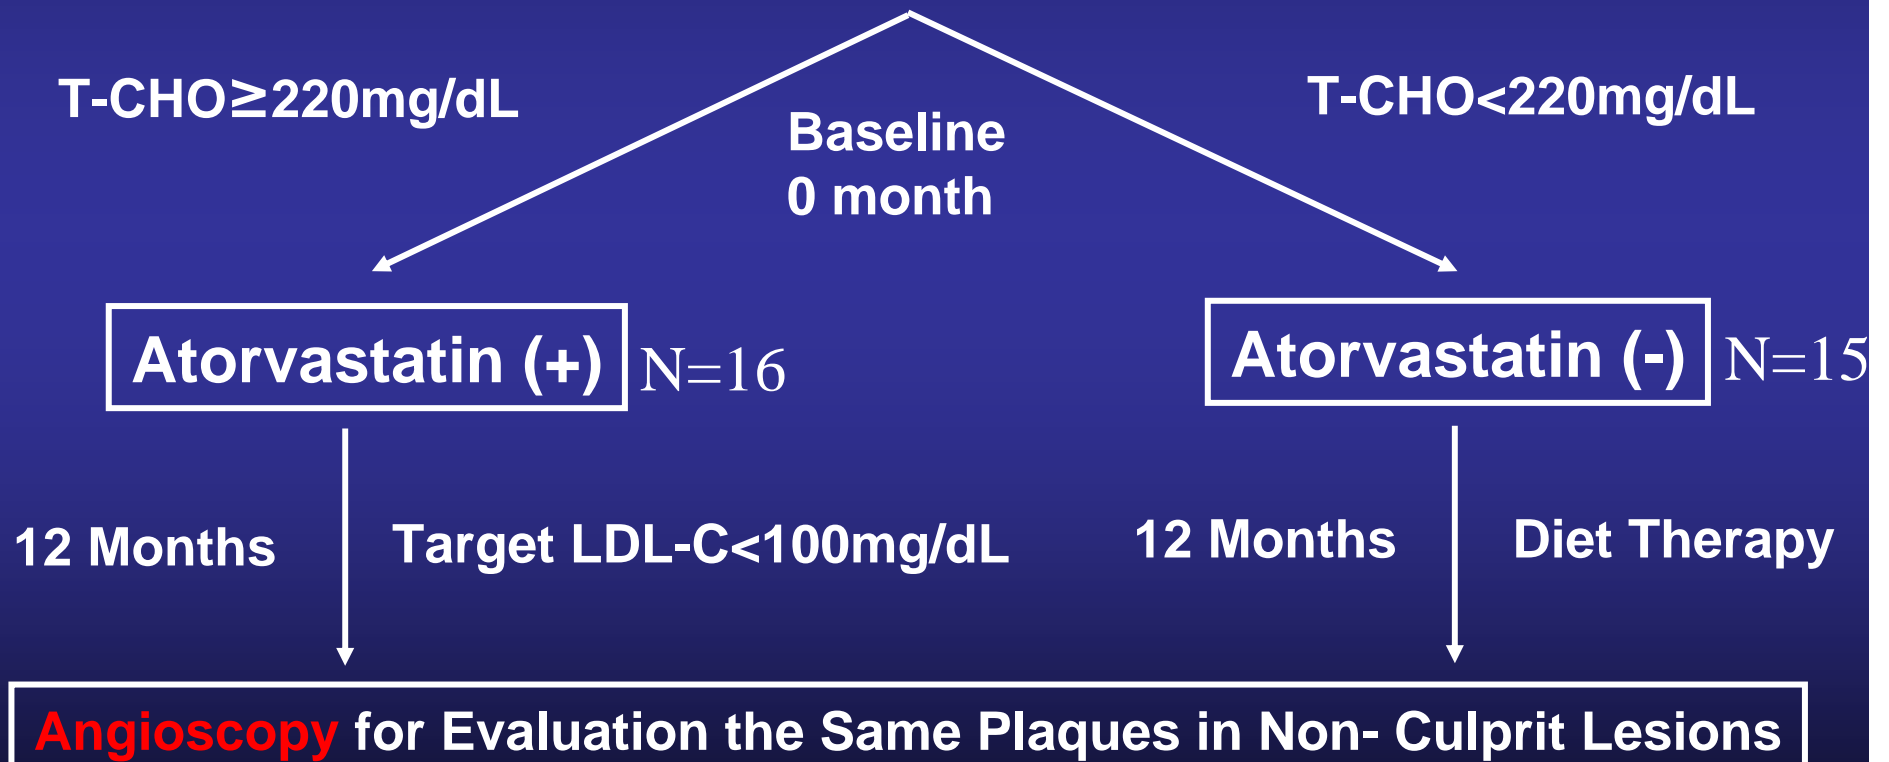 T-CHO≥220mg/dL
T-CHO<220mg/dL
Baseline
0 month
Atorvastatin (+)
N=16
Atorvastatin (-)
N=15
12 Months
Target LDL-C<100mg/dL
12 Months
Diet Therapy
Angioscopy for Evaluation the Same Plaques in Non- Culprit Lesions